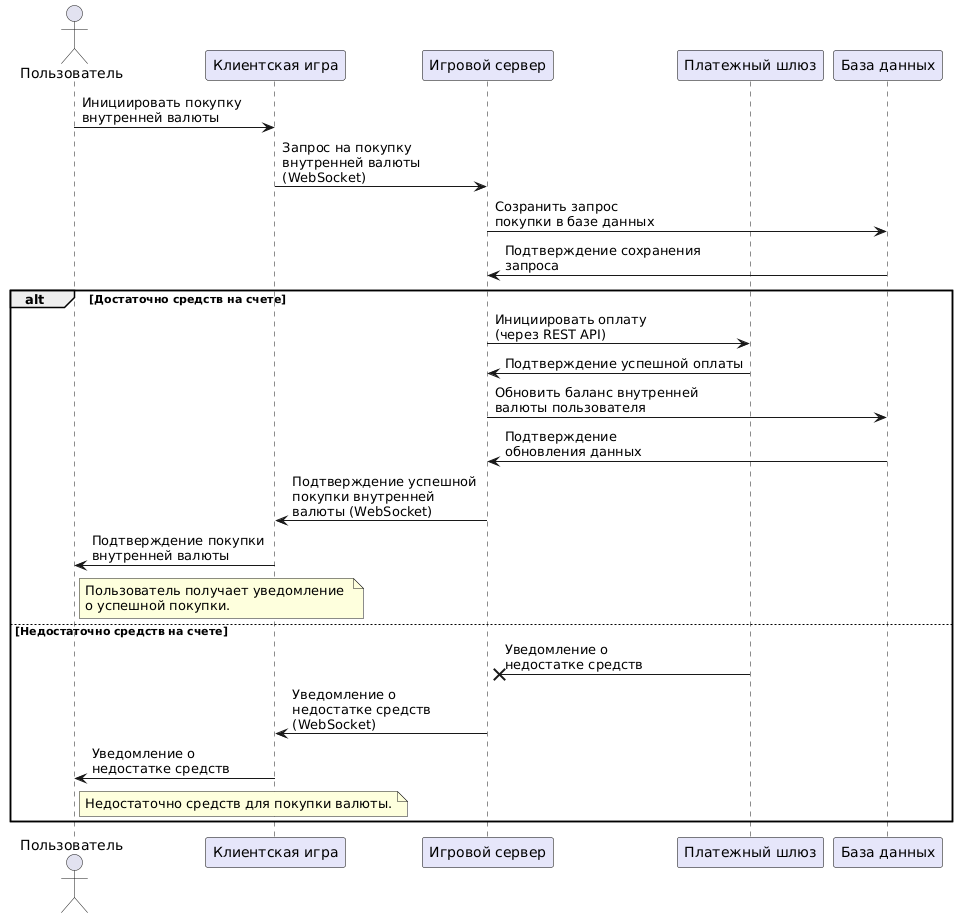 Пользователь
Клиентская игра
Игровой сервер
Платежный шлюз
База данных
Инициировать покупку
внутренней валюты
Запрос на покупку
внутренней валюты
(WebSocket)
Созранить запрос
покупки в базе данных
Подтверждение сохранения
запроса
alt
[Достаточно средств на счете]
Инициировать оплату
(через REST API)
Подтверждение успешной оплаты
Обновить баланс внутренней
валюты пользователя
Подтверждение
обновления данных
Подтверждение успешной
покупки внутренней
валюты (WebSocket)
Подтверждение покупки
внутренней валюты
Пользователь получает уведомление
о успешной покупки.
[Недостаточно средств на счете]
Уведомление о
недостатке средств
Уведомление о
недостатке средств
(WebSocket)
Уведомление о
недостатке средств
Недостаточно средств для покупки валюты.
Пользователь
Клиентская игра
Игровой сервер
Платежный шлюз
База данных